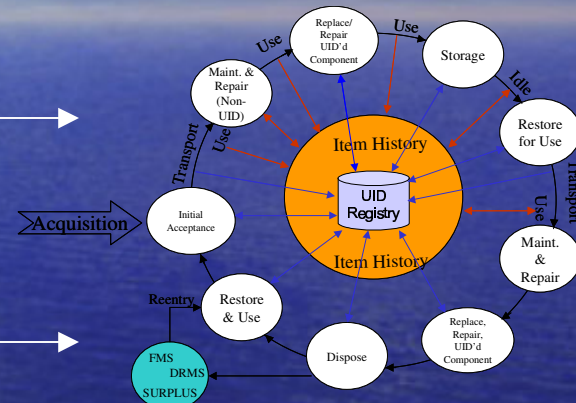 Use
Replace/
Repair
UID'd
Component
Use
Storage
Idle
Maint. &
Repair
(Non-
UID)
Restore
for Use
Transport
Use
Item History
UID
Registry
Item History
Transport
Use
Acquisition
Initial
Acceptance
Maint.
&
Repair
Reentry
Restore
& Use
Replace,
Repair,
UID'd
Component
Dispose
FMS
DRMS
SURPLUS